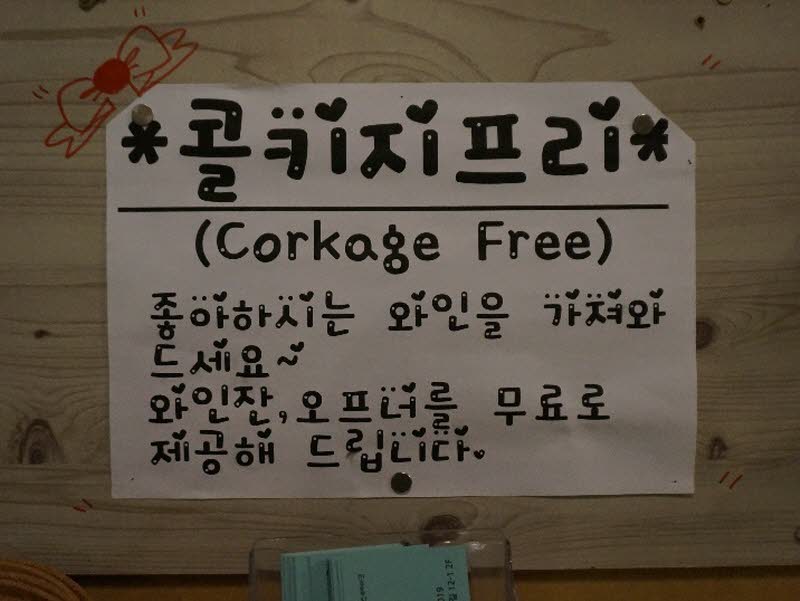 *콜키지프리*
(Corkage Free)
좋아하시는 와인을 가져와
드세요~
와인잔,오프너를 무료로
제공해 드립니다.